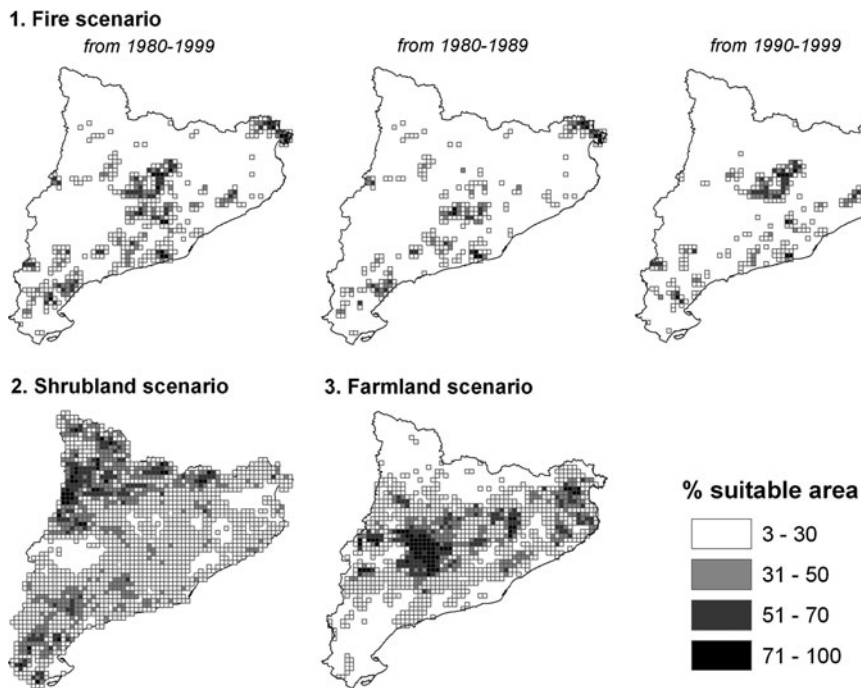 1. Fire scenario
from 1980-1999
from 1980-1989
from 1990-1999
2. Shrubland scenario
3. Farmland scenario
% suitable area
3 - 30
31 - 50
51 - 70
71 - 100